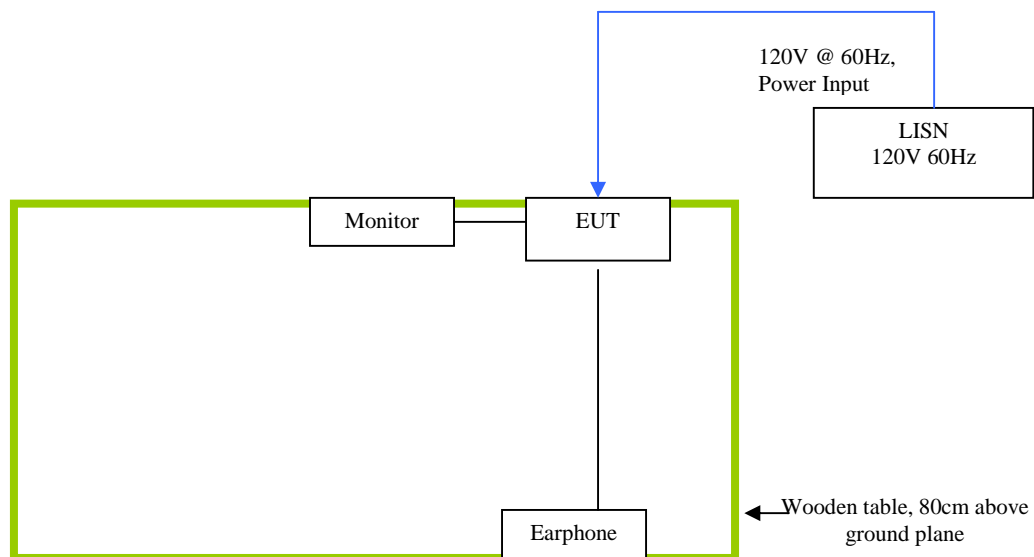 120V @ 60Hz,
Power Input
LISN
120V 60Hz
Monitor
EUT
Earphone
Wooden table, 80cm above
ground plane